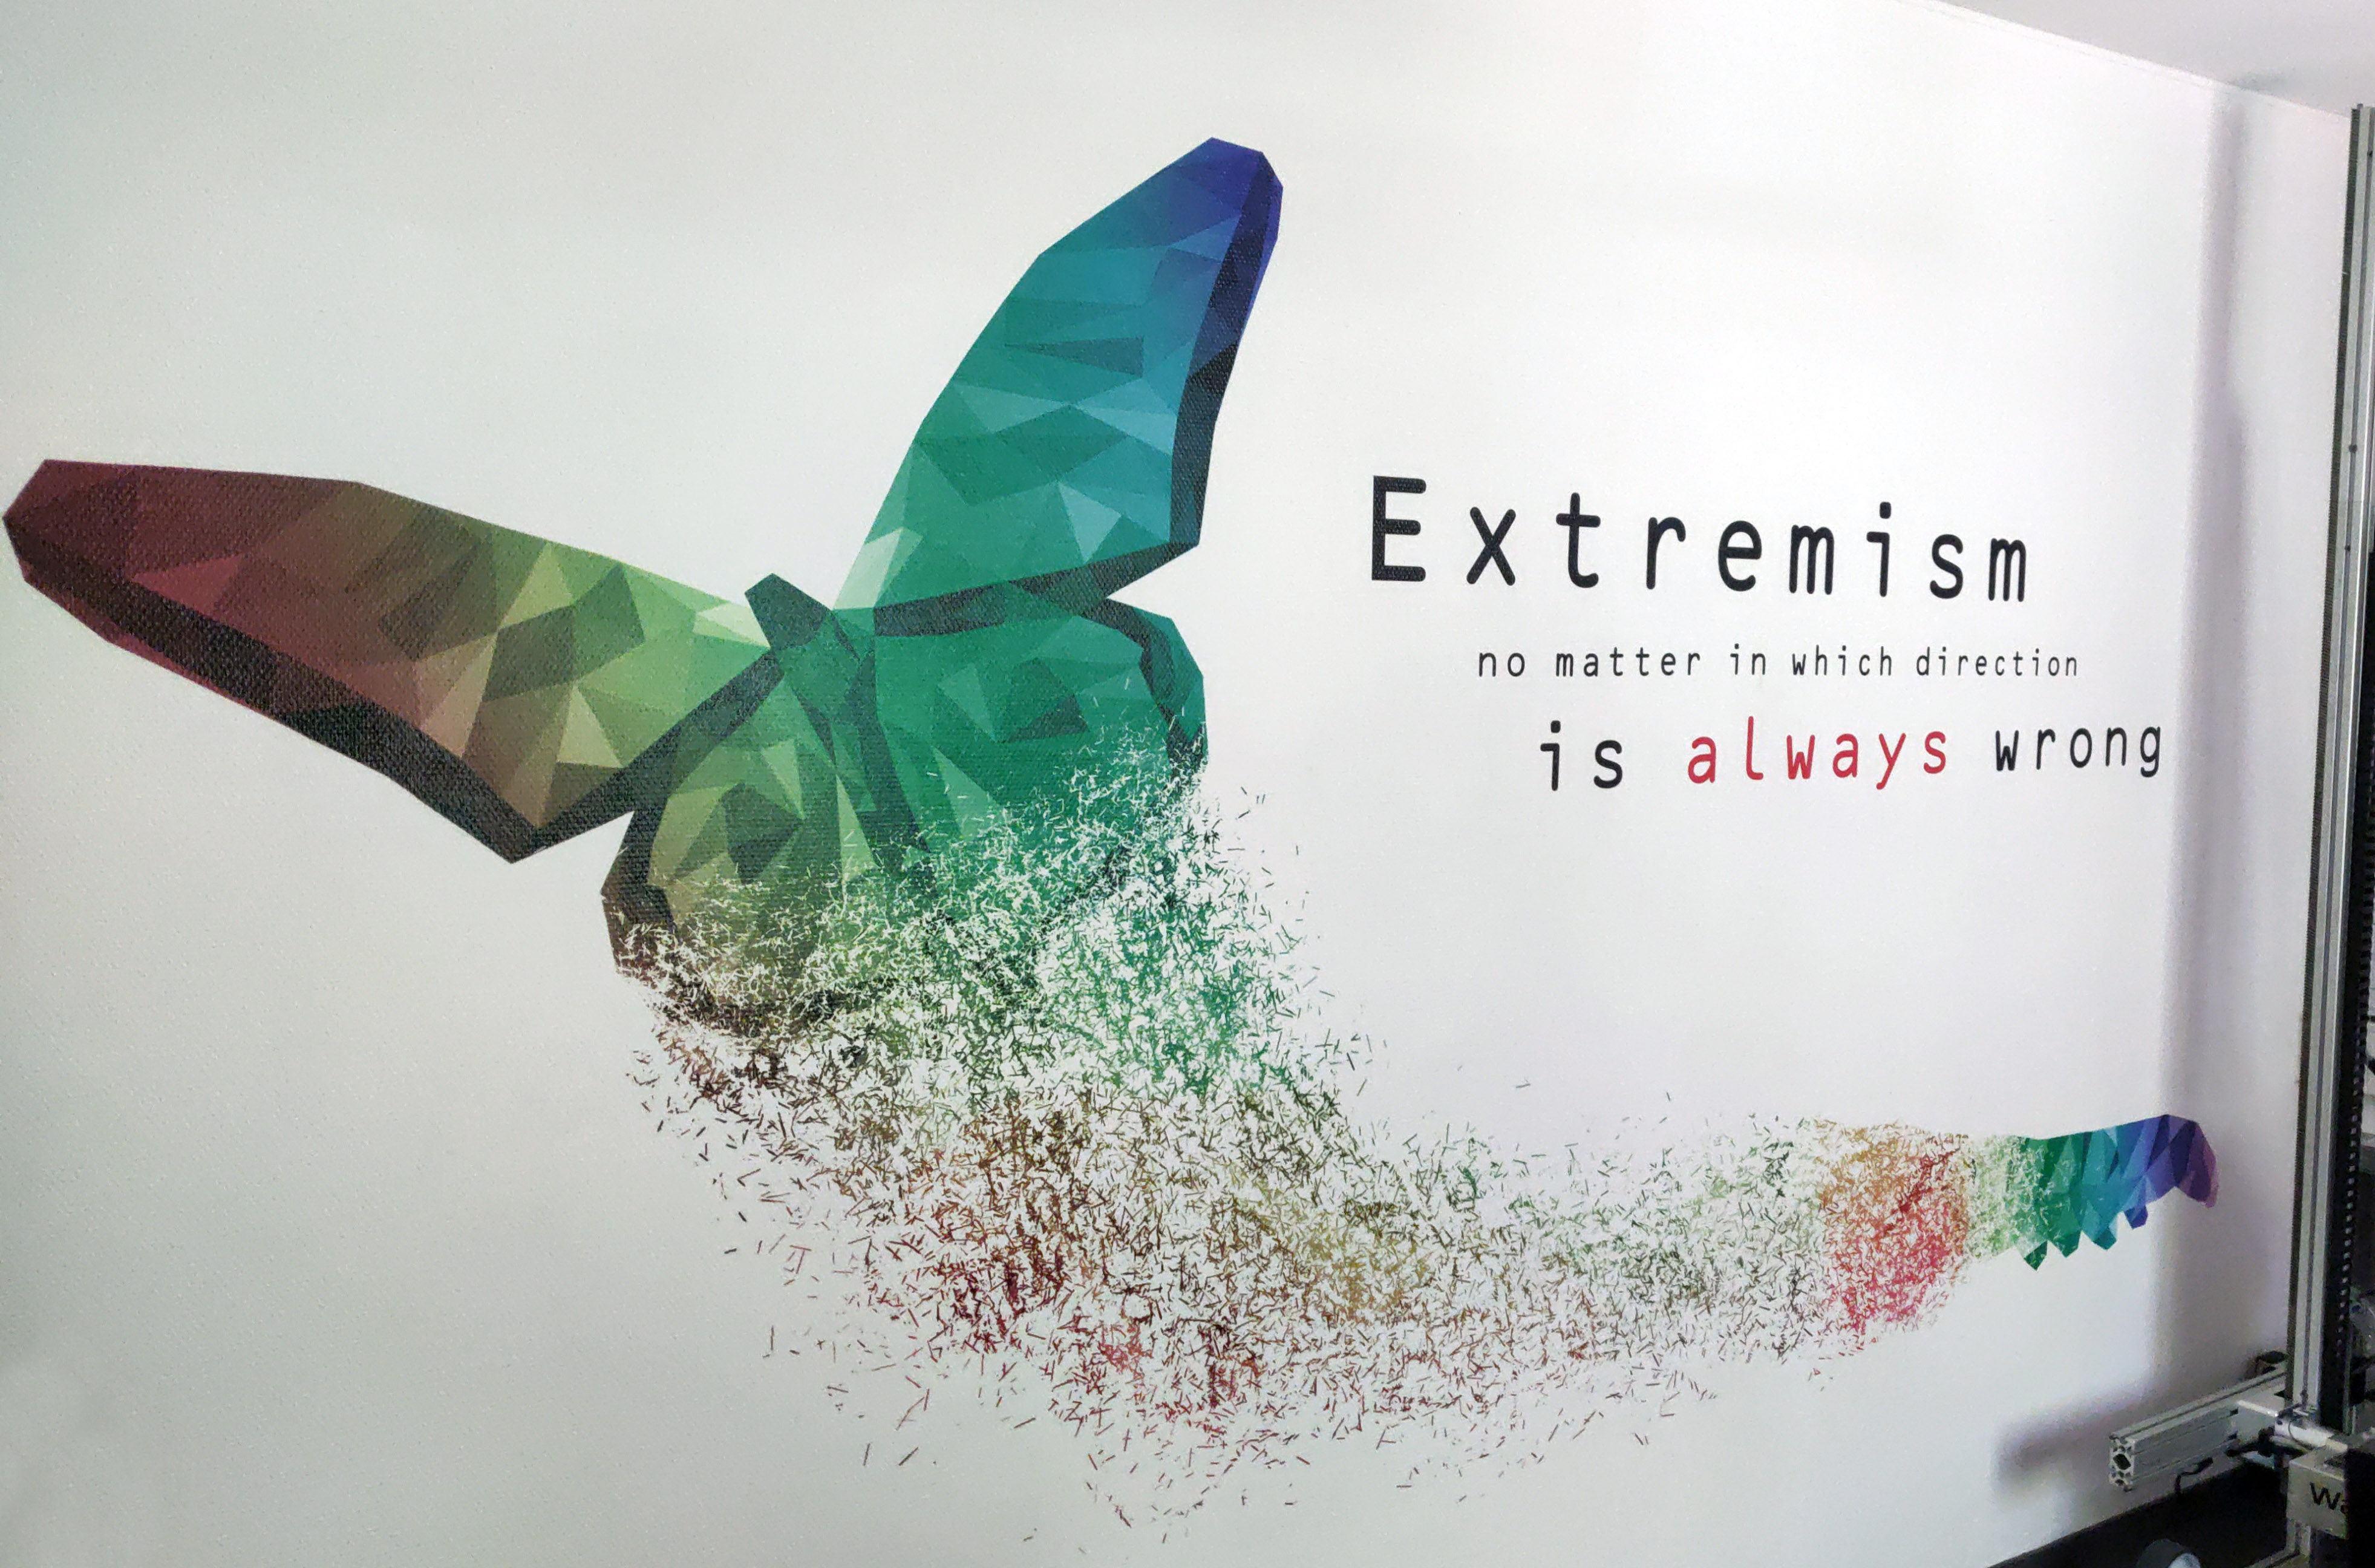 Extremism
no matter in which direction
is always wrong